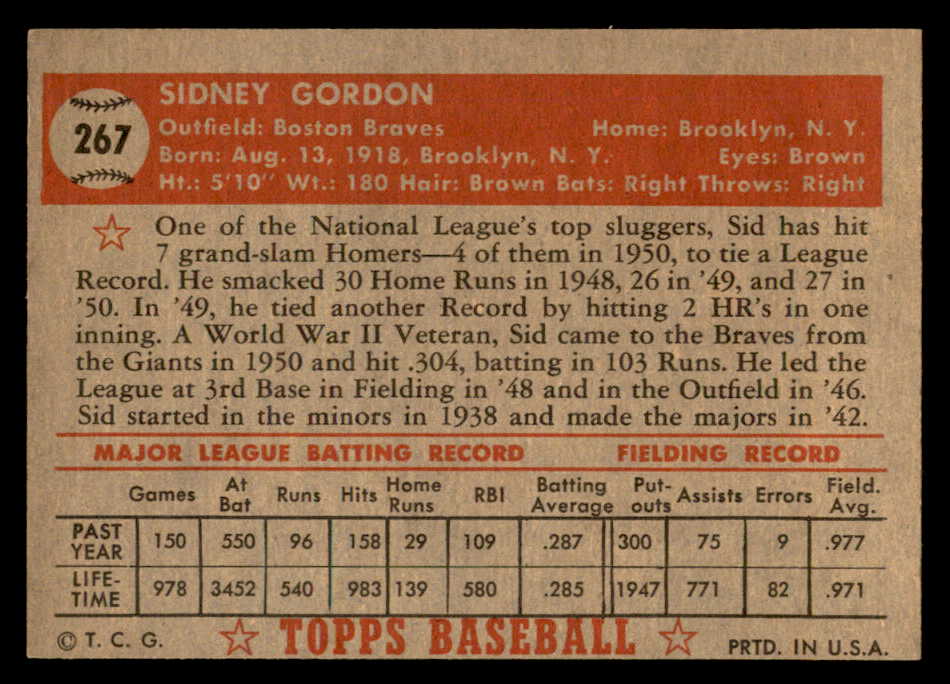 267
SIDNEY GORDON
Outfield: Boston Braves Home: Brooklyn, N. Y.
Born: Aug. 13, 1918, Brooklyn, N. Y. Eyes: Brown
Ht.: 5'10" Wt.: 180 Hair: Brown Bats: Right Throws: Right
One of the National League's top sluggers, Sid has hit
7 grand-slam Homers—4 of them in 1950, to tie a League
Record. He smacked 30 Home Runs in 1948, 26 in '49, and 27 in
'50. In '49, he tied another Record by hitting 2 HR's in one
inning. A World War II Veteran, Sid came to the Braves from
the Giants in 1950 and hit .304, batting in 103 Runs. He led the
League at 3rd Base in Fielding in '48 and in the Outfield in '46.
Sid started in the minors in 1938 and made the majors in '42.
MAJOR LEAGUE BATTING RECORD FIELDING RECORD
Games At Bat Runs Hits Home Runs RBI Batting Average Put-outs Assists Errors Field. Avg.
PAST YEAR 150 550 96 158 29 109 .287 300 75 9 .977
LIFE-TIME 978 3452 540 983 139 580 .285 1947 771 82 .971
© T. C. G. TOPPS BASEBALL PRTD. IN U.S.A.